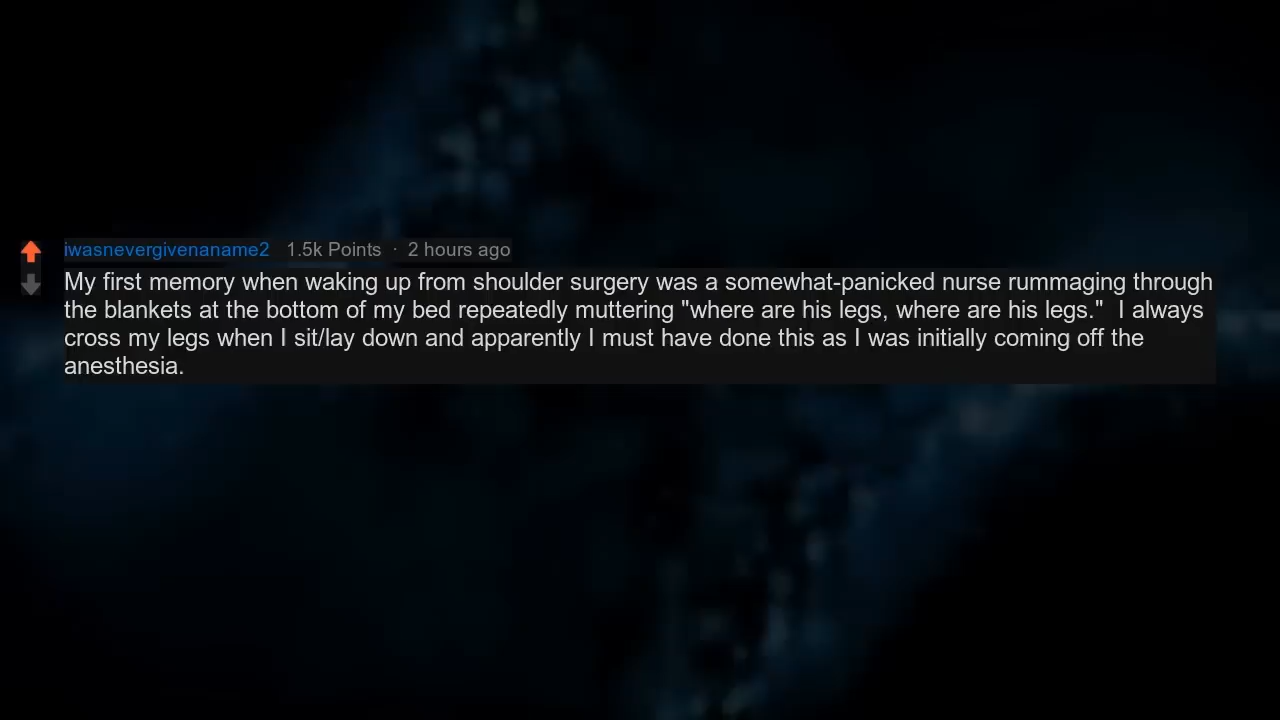 iwasnevergivenaname2 1.5k Points · 2 hours ago
My first memory when waking up from shoulder surgery was a somewhat-panicked nurse rummaging through
the blankets at the bottom of my bed repeatedly muttering "where are his legs, where are his legs."  I always
cross my legs when I sit/lay down and apparently I must have done this as I was initially coming off the
anesthesia.